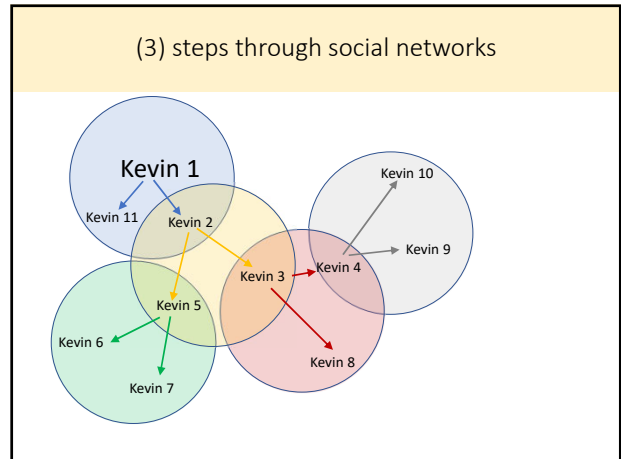 (3) steps through social networks
Kevin 1
Kevin 10
Kevin 11
Kevin 2
Kevin 9
Kevin 3
Kevin 4
Kevin 5
Kevin 6
Kevin 8
Kevin 7